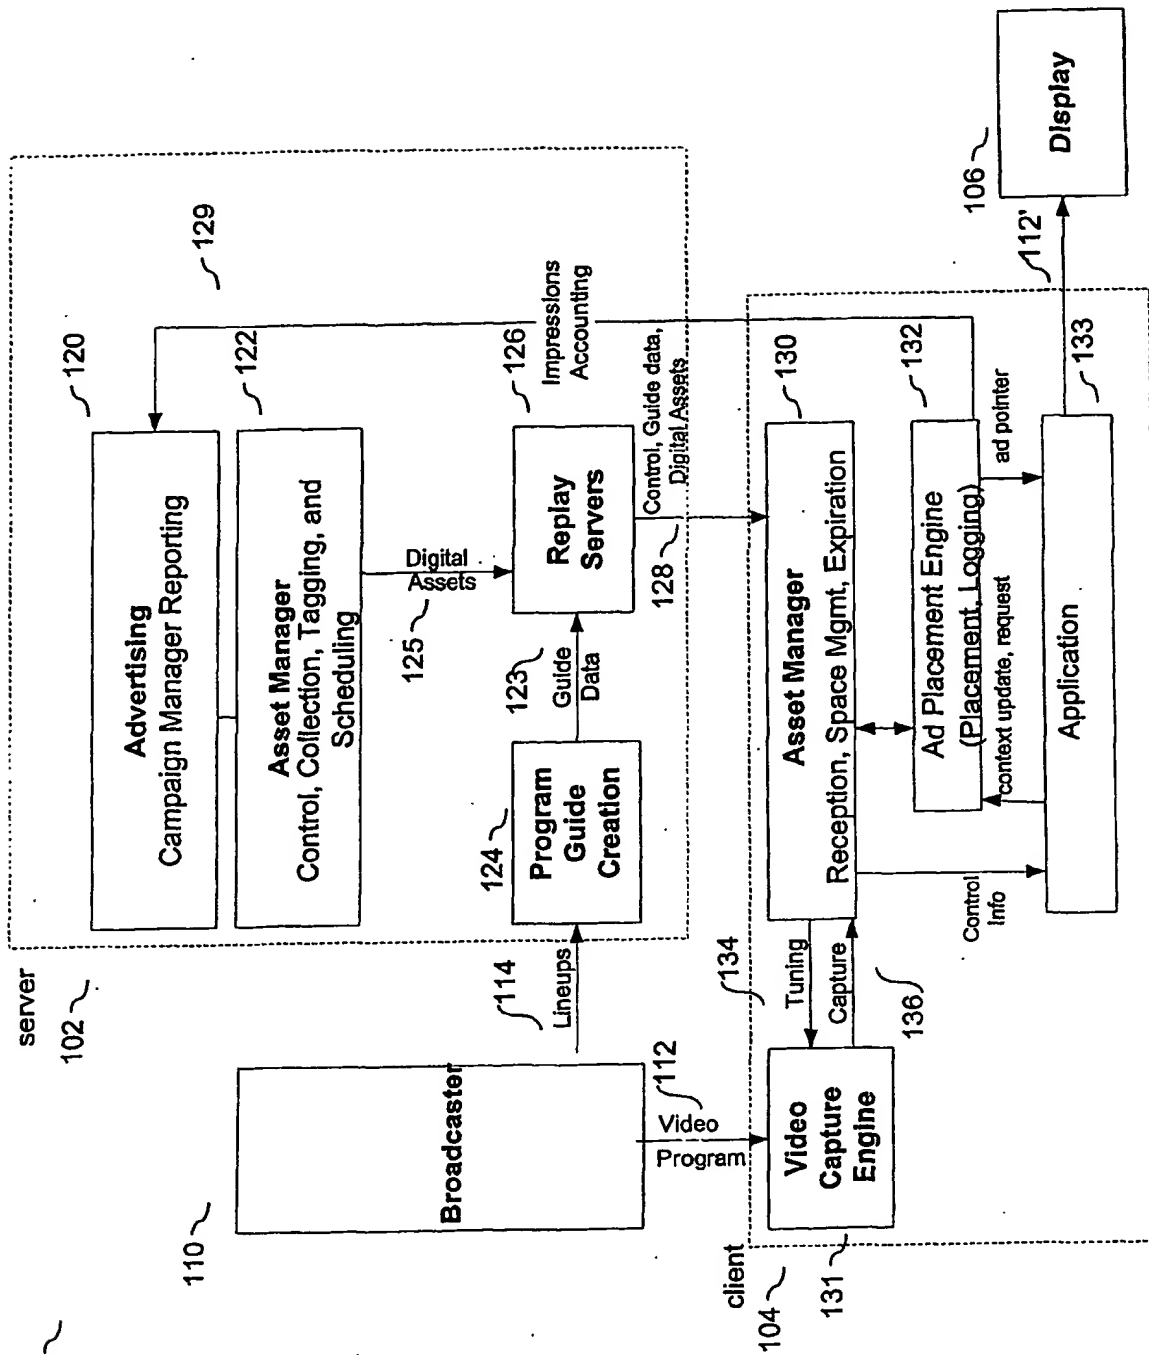 server
102
120
Advertising
Campaign Manager Reporting
129
122
Asset Manager
Control, Collection, Tagging, and
Scheduling
Digital
Assets
125
126
Impressions
Accounting
110
Broadcaster
114
Lineups
124
Program
Guide
Creation
123
Guide
Data
Replay
Servers
Control, Guide data,
Digital Assets
128
112
Video
Program
client
104
131
Video
Capture
Engine
134
Tuning
Capture
136
130
Asset Manager
Reception, Space Mgmt, Expiration
132
Ad Placement Engine
(Placement, Logging)
context update, request
ad pointer
Control
Info
133
Application
112'
106
Display